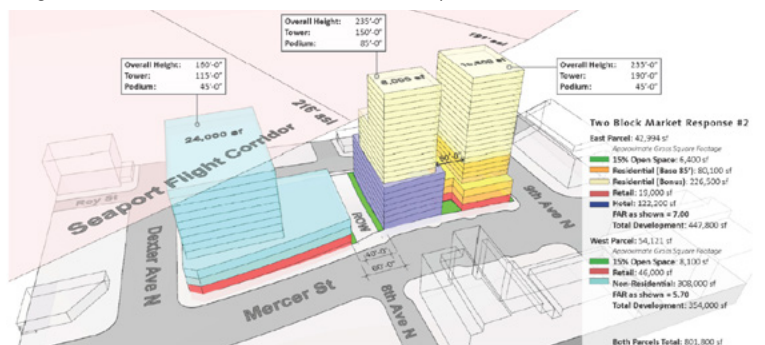 Overall Height: 235'-0"
Tower: 150'-0"
Podium: 85'-0"
Overall Height: 160'-0"
Tower: 115'-0"
Podium: 45'-0"
Overall Height: 235'-0"
Tower: 190'-0"
Podium: 45'-0"
24,000 sf
216' asl
Seaport Flight Corridor
Roy St
Dexter Ave N
Mercer St
8th Ave N
9th Ave N
ROW
40'-0"
60'-0"
Two Block Market Response #2
East Parcel: 42,994 sf
Approximate Gross Square Footage
15% Open Space: 6,400 sf
Residential (Base 85'): 80,100 sf
Residential (Bonus): 226,500 sf
Retail: 19,000 sf
Hotel: 122,200 sf
FAR as shown = 7.00
Total Development: 447,800 sf
West Parcel: 54,121 sf
Approximate Gross Square Footage
15% Open Space: 8,100 sf
Retail: 46,000 sf
Non-Residential: 308,000 sf
FAR as shown = 5.70
Total Development: 354,000 sf
Both Parcels Total: 801,800 sf